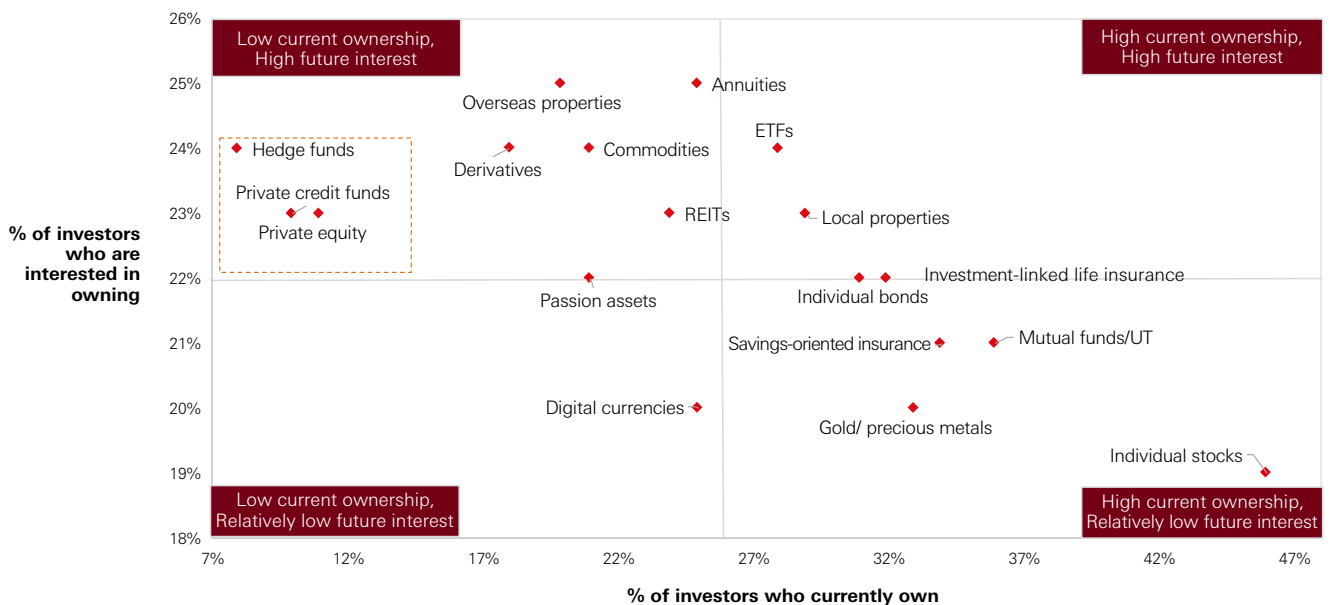 26%
Low current ownership,
High future interest
High current ownership,
High future interest
25%
Overseas properties
Annuities
ETFs
24%
Hedge funds
Derivatives
Commodities
Private credit funds
23%
Private equity
REITs
Local properties
% of investors
who are
interested in
owning
22%
Passion assets
Individual bonds
Investment-linked life insurance
21%
Savings-oriented insurance
Mutual funds/UT
20%
Digital currencies
Gold/ precious metals
Individual stocks
19%
Low current ownership,
Relatively low future interest
High current ownership,
Relatively low future interest
18%
7% 12% 17% 22% 27% 32% 37% 42% 47%
% of investors who currently own